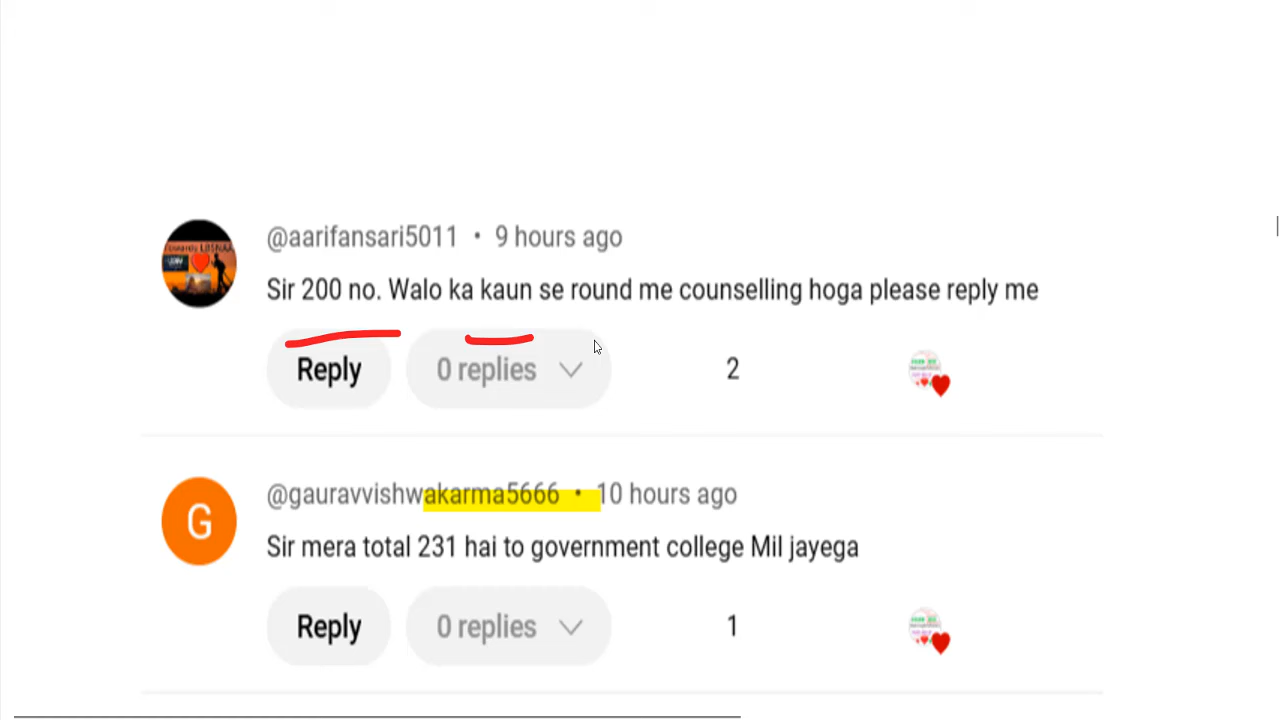 @aarifansari5011 • 9 hours ago
Sir 200 no. Walo ka kaun se round me counselling hoga please reply me
Reply 0 replies 2
@gauravvishwakarma5666 • 10 hours ago
Sir mera total 231 hai to government college Mil jayega
Reply 0 replies 1
G